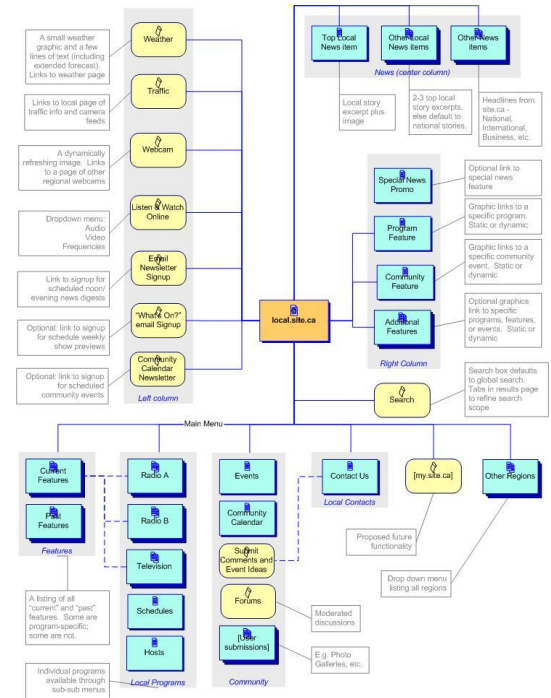 A small weather
graphic and a few
lines of text (including
extended forecast).
Links to weather page
Weather
Links to local page of
traffic info and camera
feeds
Traffic
A dynamically
refreshing image. Links
to a page of other
regional webcams
Webcam
Dropdown menu:
Audio
Video
Frequencies
Listen & Watch
Online
Link to signup for
scheduled noon/
evening news digests
Email
Newsletter
Signup
Optional: link to signup
for schedule weekly
show previews
"What's On?"
email Signup
Optional: link to signup
for scheduled
community events
Community
Calendar
Newsletter
Left column
Top Local
News item
Other Local
News items
Other News
items
News (center column)
Local story
excerpt plus
image
2-3 top local
story excerpts,
else default to
national stories.
Headlines from
site.ca -
National,
International,
Business, etc.
local.site.ca
Special News
Promo
Optional link to
special news
feature
Program
Feature
Graphic links to a
specific program.
Static or dynamic
Community
Feature
Graphic links to a
specific community
event. Static or
dynamic
Additional
Features
Optional graphics
link to specific
programs, features,
or events. Static or
dynamic
Right Column
Search
Search box defaults
to global search.
Tabs in results page
to refine search
scope
Main Menu
Current
Features
Past
Features
Features
A listing of all
"current" and "past"
features. Some are
program-specific;
some are not.
Radio A
Radio B
Television
Schedules
Hosts
Local Programs
Individual programs
available through
sub-sub menus
Events
Community
Calendar
Submit
Comments and
Event Ideas
Forums
[User
submissions]
Community
Moderated
discussions
E.g. Photo
Galleries, etc.
Contact Us
Local Contacts
[my.site.ca]
Proposed future
functionality
Other Regions
Drop down menu
listing all regions